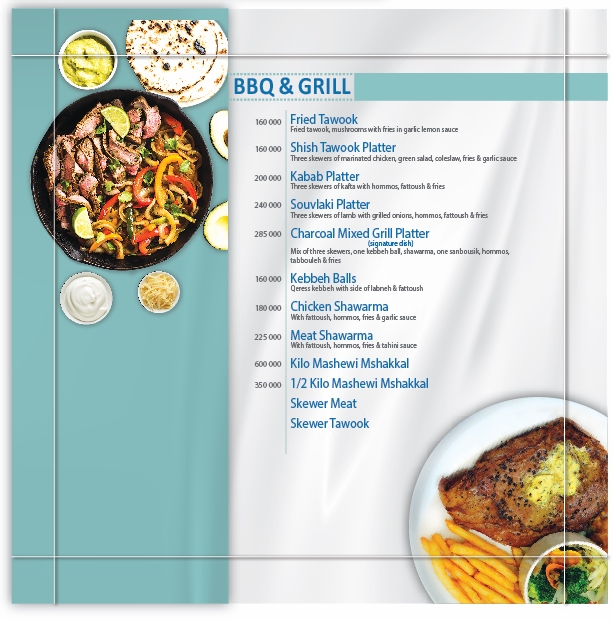 BBQ & GRILL
160 000 Fried Tawook
Fried tawook, mushrooms with fries in garlic lemon sauce
160 000 Shish Tawook Platter
Three skewers of marinated chicken, green salad, coleslaw, fries & garlic sauce
200 000 Kabab Platter
Three skewers of kafta with hommos, fattoush & fries
240 000 Souvlaki Platter
Three skewers of lamb with grilled onions, hommos, fattoush & fries
285 000 Charcoal Mixed Grill Platter
(signature dish)
Mix of three skewers, one kebbeh ball, shawarma, one sanbousik, hommos,
tabbouleh & fries
160 000 Kebbeh Balls
Qeress kebbeh with side of labneh & fattoush
180 000 Chicken Shawarma
With fattoush, hommos, fries & garlic sauce
225 000 Meat Shawarma
With fattoush, hommos, fries & tahini sauce
600 000 Kilo Mashewi Mshakkal
350 000 1/2 Kilo Mashewi Mshakkal
Skewer Meat
Skewer Tawook